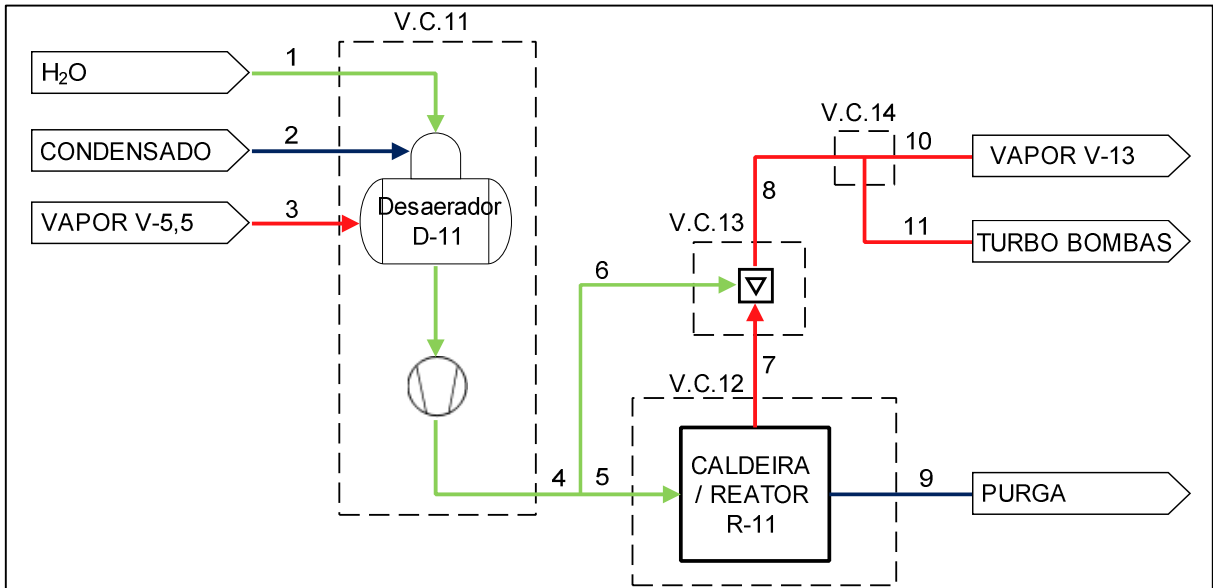 V.C.11
H₂O
1
CONDENSADO
2
VAPOR V-5,5
3
Desaerador
D-11
V.C.14
10
VAPOR V-13
8
11
TURBO BOMBAS
V.C.13
6
7
V.C.12
4
5
CALDEIRA
/ REATOR
R-11
9
PURGA